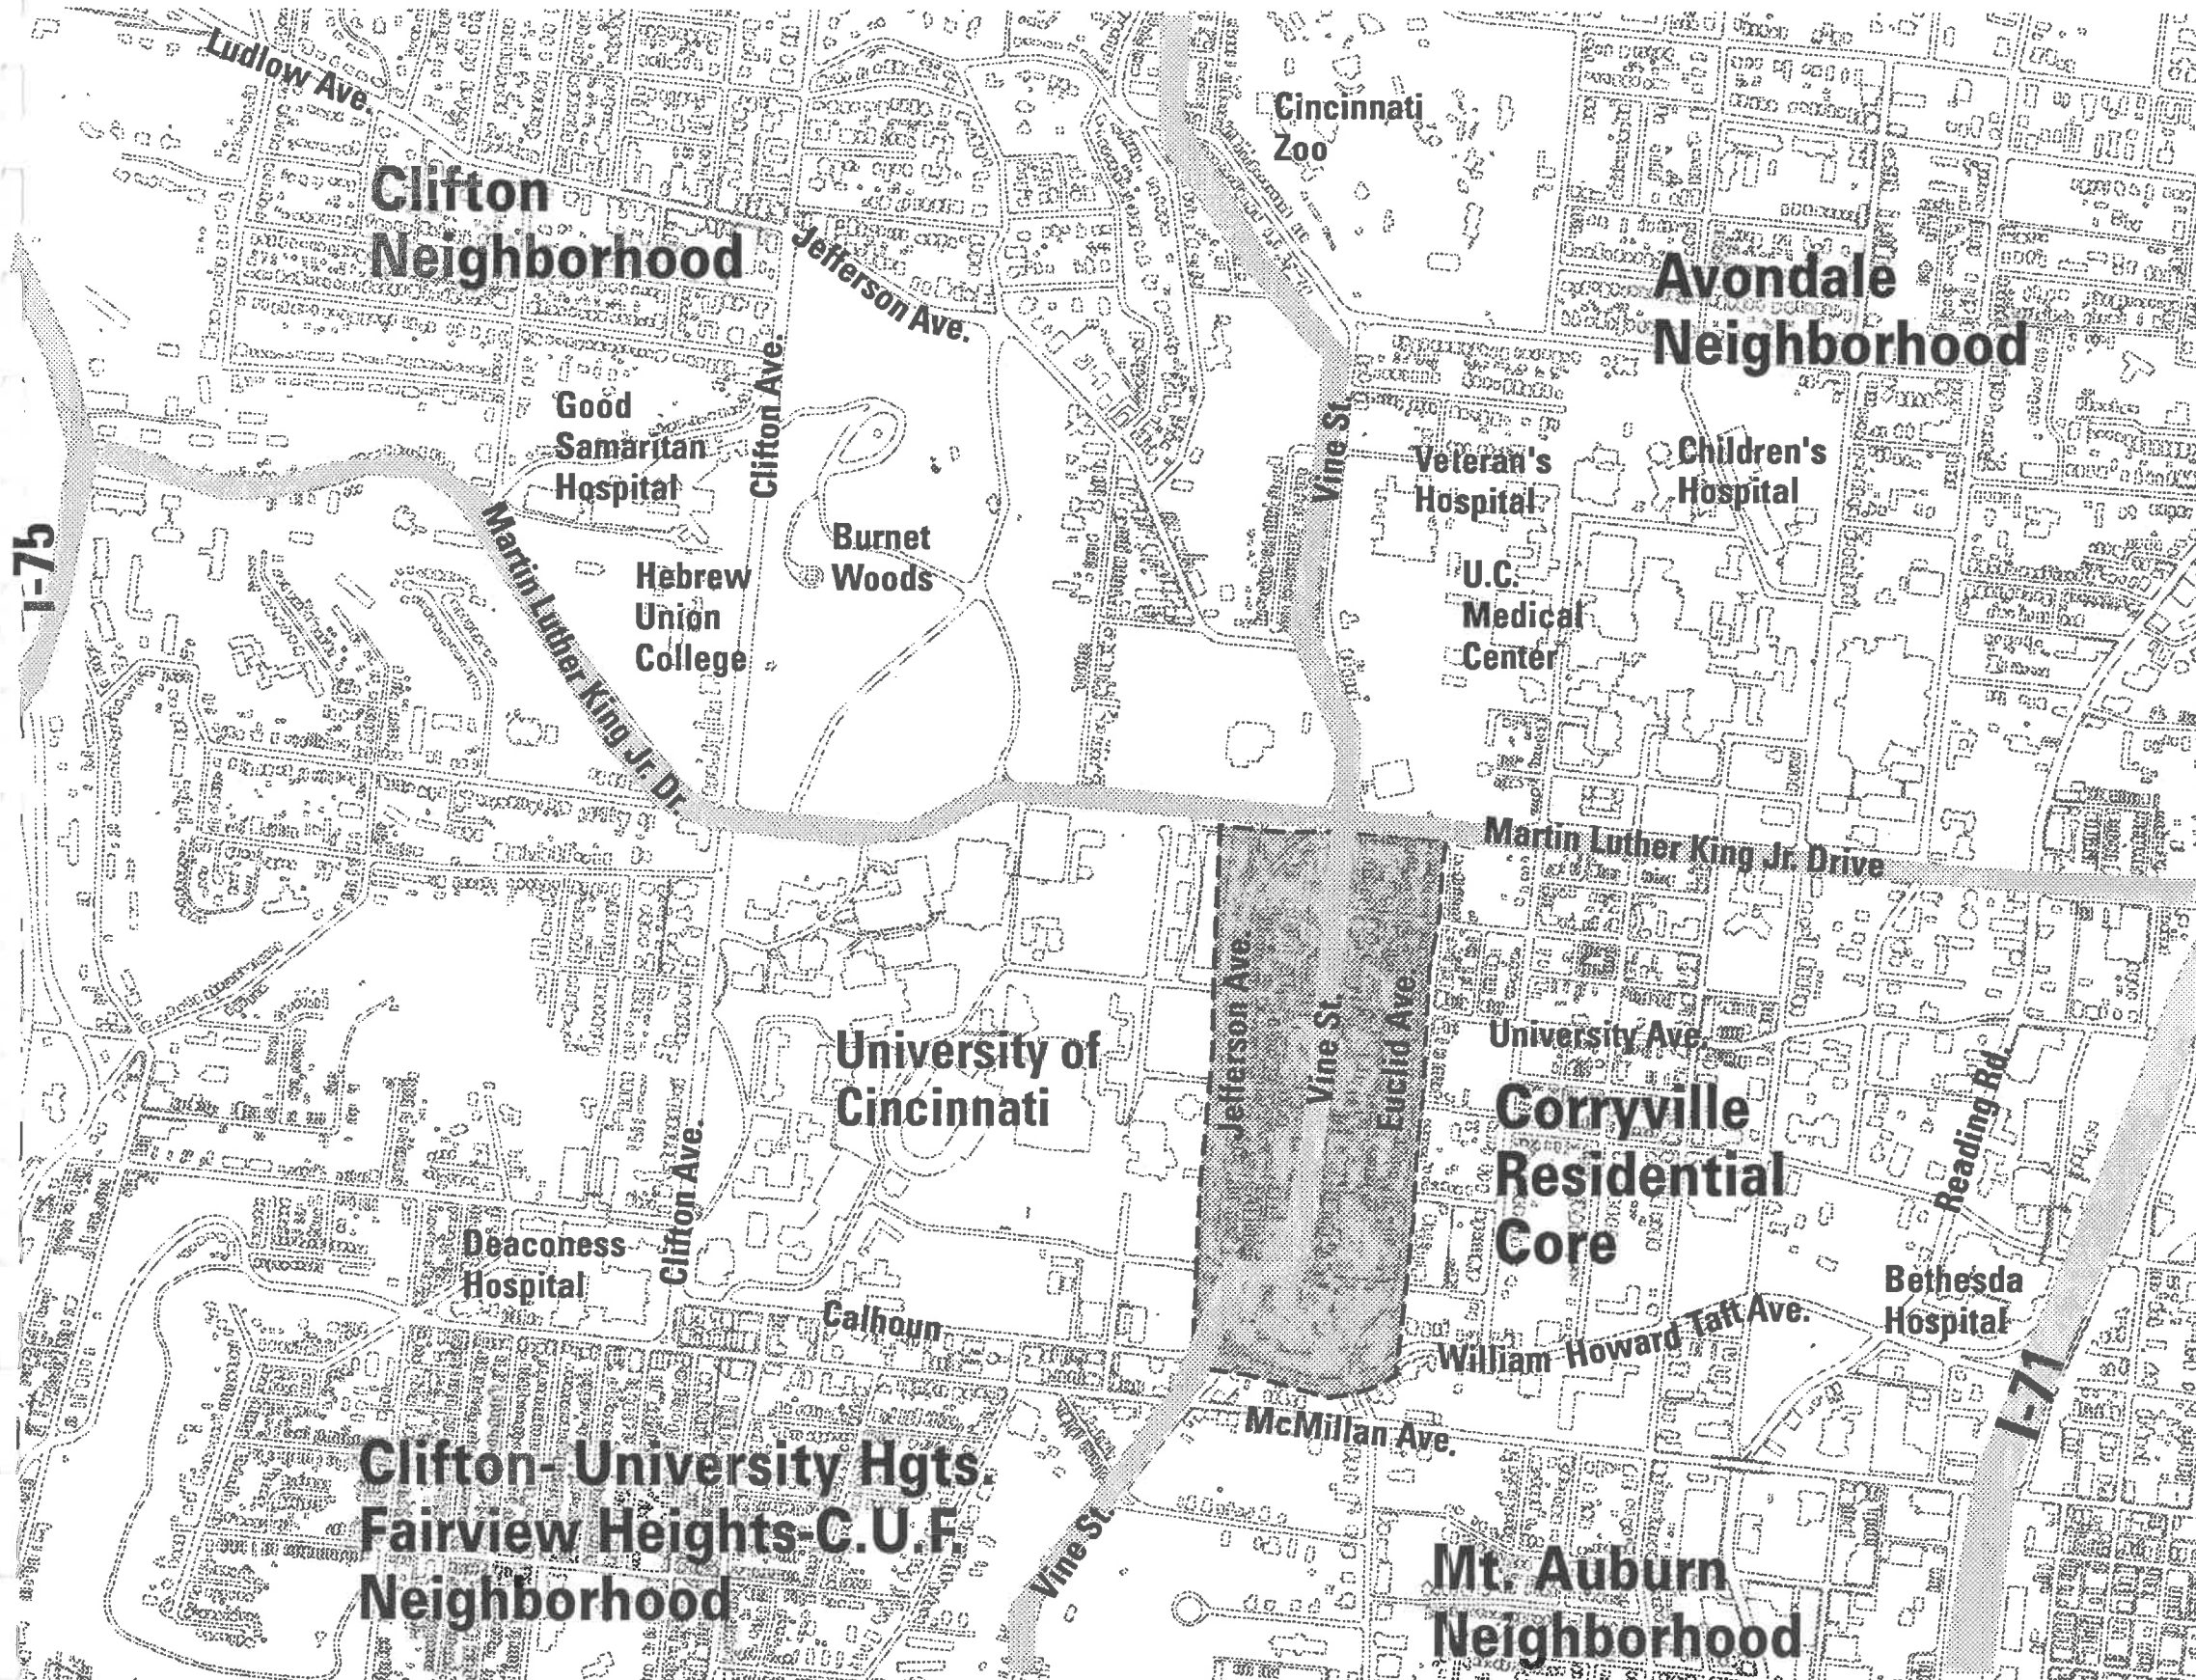 Ludlow Ave.
Cincinnati
Zoo
Clifton
Neighborhood
Jefferson Ave.
Avondale
Neighborhood
Good
Samaritan
Hospital
Clifton Ave.
Vine St.
Veteran's
Hospital
Children's
Hospital
I-75
Martin Luther King Jr. Dr.
Burnet
Woods
Hebrew
Union
College
U.C.
Medical
Center
Martin Luther King Jr. Drive
Jefferson Ave.
Vine St.
Euclid Ave.
University of
Cincinnati
University Ave.
Corryville
Residential
Core
Reading Rd.
Clifton Ave.
Deaconess
Hospital
Calhoun
Bethesda
Hospital
William Howard Taft Ave.
I-71
McMillan Ave.
Clifton- University Hgts.
Fairview Heights-C.U.F.
Neighborhood
Vine St.
Mt. Auburn
Neighborhood